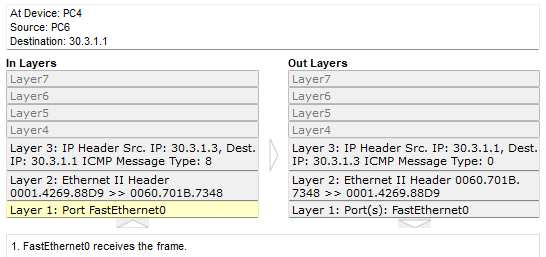 At Device: PC4
Source: PC6
Destination: 30.3.1.1
In Layers
Layer7
Layer6
Layer5
Layer4
Layer 3: IP Header Src. IP: 30.3.1.3, Dest.
IP: 30.3.1.1 ICMP Message Type: 8
Layer 2: Ethernet II Header
0001.4269.88D9 >> 0060.701B.7348
Layer 1: Port FastEthernet0
Out Layers
Layer7
Layer6
Layer5
Layer4
Layer 3: IP Header Src. IP: 30.3.1.1,
Dest. IP: 30.3.1.3 ICMP Message Type: 0
Layer 2: Ethernet II Header 0060.701B.
7348 >> 0001.4269.88D9
Layer 1: Port(s): FastEthernet0
1. FastEthernet0 receives the frame.